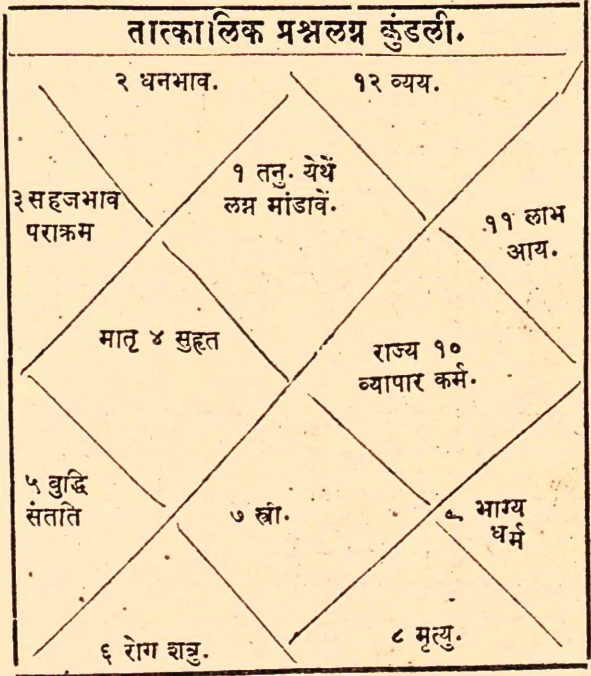 तात्कालिक प्रश्नलग्न कुंडली.
२ धनभाव.
१२ व्यय.
१ तनु. येथें
लग्न मांडावें.
३ सहजभाव
पराक्रम
११ लाभ
आय.
मातृ ४ सुहृत
राज्य १०
व्यापार कर्म.
५ बुद्धि
संतति
७ स्त्री.
९ भाग्य
धर्म
६ रोग शत्रु.
८ मृत्यु.